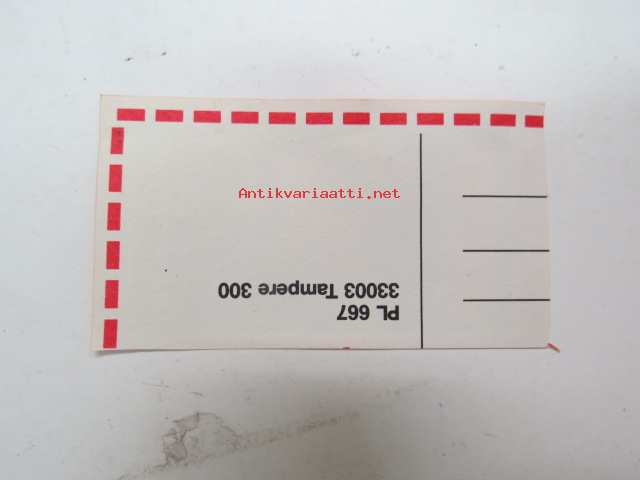 Antikvariaatti.net
PL 667
33003 Tampere 300